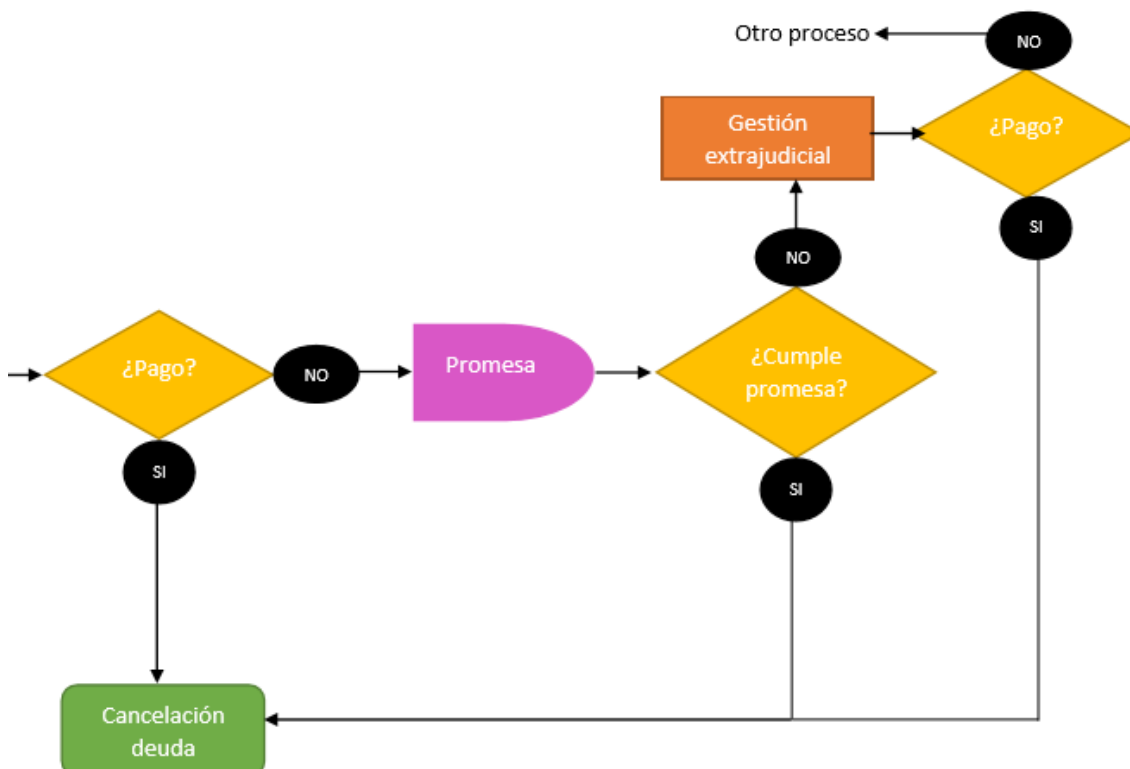 Otro proceso
NO
¿Pago?
Gestión
extrajudicial
SI
NO
¿Cumple
promesa?
¿Pago?
NO
Promesa
SI
SI
Cancelación
deuda